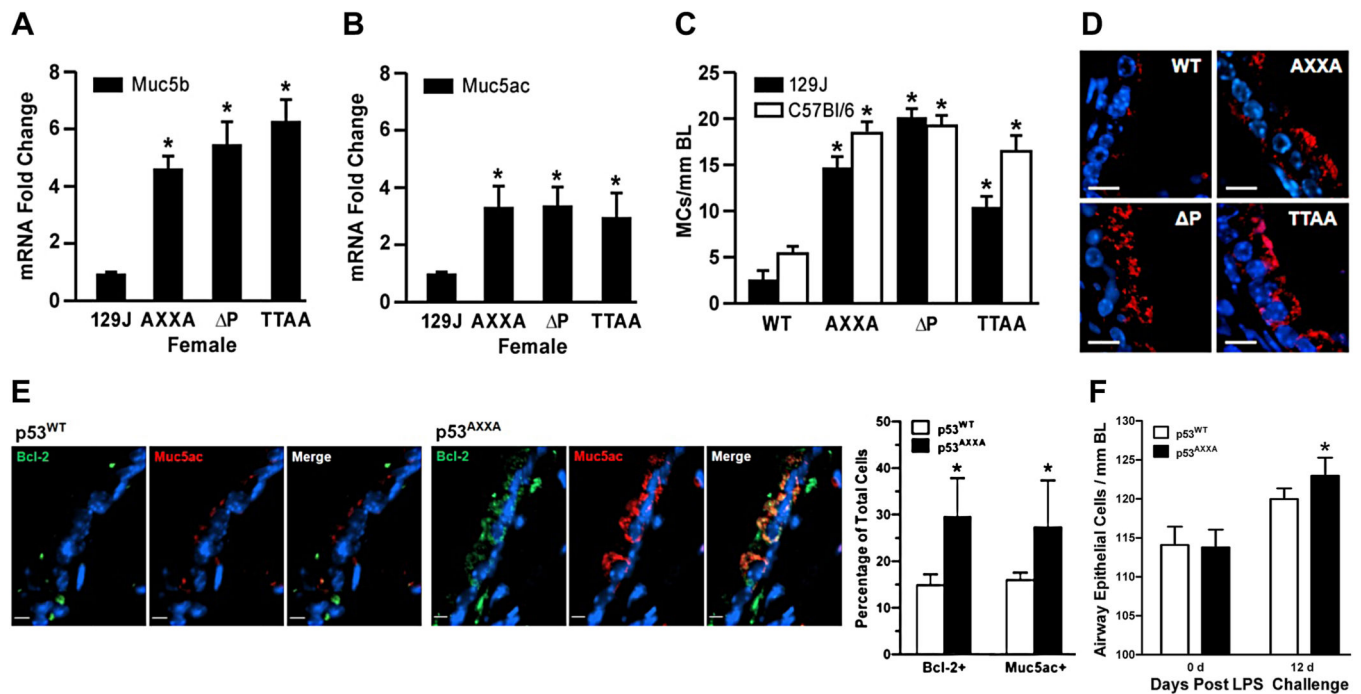 A
mRNA Fold Change
8
6
4
2
0
Muc5b
*
*
*
129J AXXA ΔP TTAA
Female
B
mRNA Fold Change
8
6
4
2
0
Muc5ac
*
*
*
129J AXXA ΔP TTAA
Female
C
MCs/mm BL
25
20
15
10
5
0
129J
C57Bl/6
*
*
*
*
*
*
WT AXXA ΔP TTAA
D
WT
AXXA
ΔP
TTAA
E
p53WT
Bcl-2
Muc5ac
Merge
p53AXXA
Bcl-2
Muc5ac
Merge
Percentage of Total Cells
50
40
30
20
10
0
p53WT
p53AXXA
*
*
Bcl-2+ Muc5ac+
F
Airway Epithelial Cells / mm BL
130
125
120
115
110
105
100
p53WT
p53AXXA
*
0 d 12 d
Days Post LPS Challenge